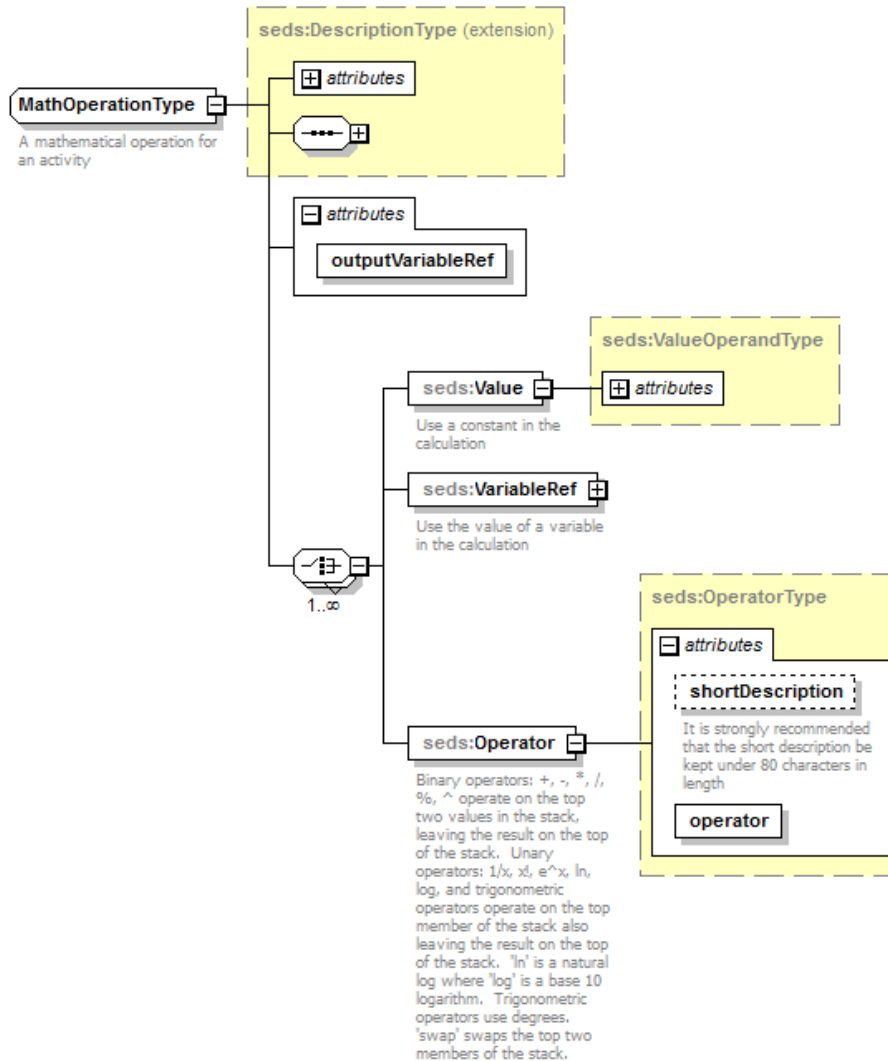 seds:DescriptionType (extension)
attributes
MathOperationType
A mathematical operation for
an activity
attributes
outputVariableRef
seds:ValueOperandType
seds:Value
attributes
Use a constant in the
calculation
seds:VariableRef
Use the value of a variable
in the calculation
1..∞
seds:OperatorType
attributes
shortDescription
It is strongly recommended
that the short description be
kept under 80 characters in
length
operator
seds:Operator
Binary operators: +, -, *, /,
%, ^ operate on the top
two values in the stack,
leaving the result on the top
of the stack.  Unary
operators: 1/x, x!, e^x, ln,
log, and trigonometric
operators operate on the top
member of the stack also
leaving the result on the top
of the stack.  'ln' is a natural
log where 'log' is a base 10
logarithm.  Trigonometric
operators use degrees.
'swap' swaps the top two
members of the stack.